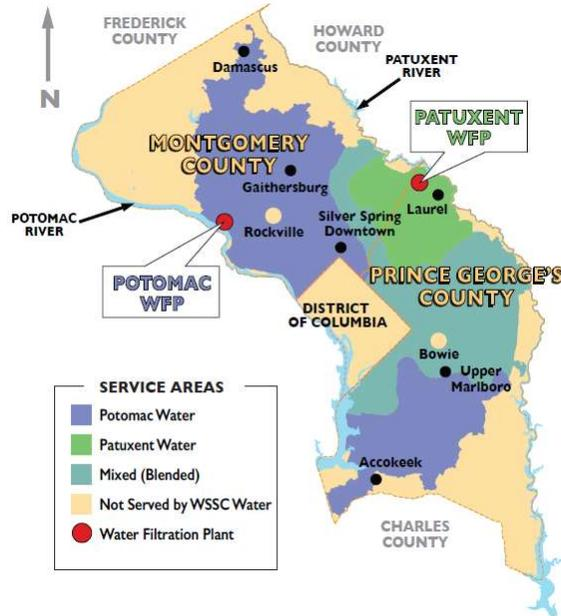 FREDERICK
COUNTY
HOWARD
COUNTY
N
PATUXENT
RIVER
Damascus
PATUXENT
WFP
MONTGOMERY
COUNTY
Gaithersburg
Laurel
POTOMAC
RIVER
Rockville
Silver Spring
Downtown
POTOMAC
WFP
PRINCE GEORGE'S
COUNTY
DISTRICT
OF COLUMBIA
Bowie
Upper
Marlboro
SERVICE AREAS
Potomac Water
Patuxent Water
Mixed (Blended)
Not Served by WSSC Water
Water Filtration Plant
Accokeek
CHARLES
COUNTY